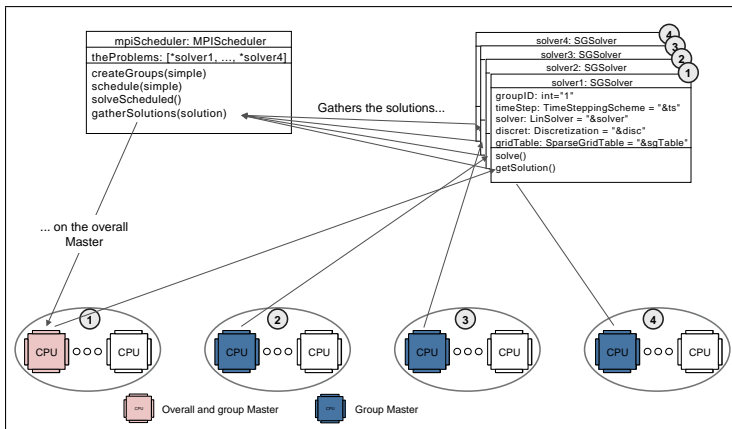 mpiScheduler: MPIScheduler
theProblems: [*solver1, ..., *solver4]
createGroups(simple)
schedule(simple)
solveScheduled()
gatherSolutions(solution)
Gathers the solutions...
4
solver4: SGSolver
3
solver3: SGSolver
2
solver2: SGSolver
1
solver1: SGSolver
groupID: int="1"
timeStep: TimeSteppingScheme = "&ts"
solver: LinSolver = "&solver"
discret: Discretization = "&disc"
gridTable: SparseGridTable = "&sgTable"
solve()
getSolution()
... on the overall
Master
1
CPU
CPU
2
CPU
CPU
3
CPU
CPU
4
CPU
CPU
CPU
Overall and group Master
CPU
Group Master